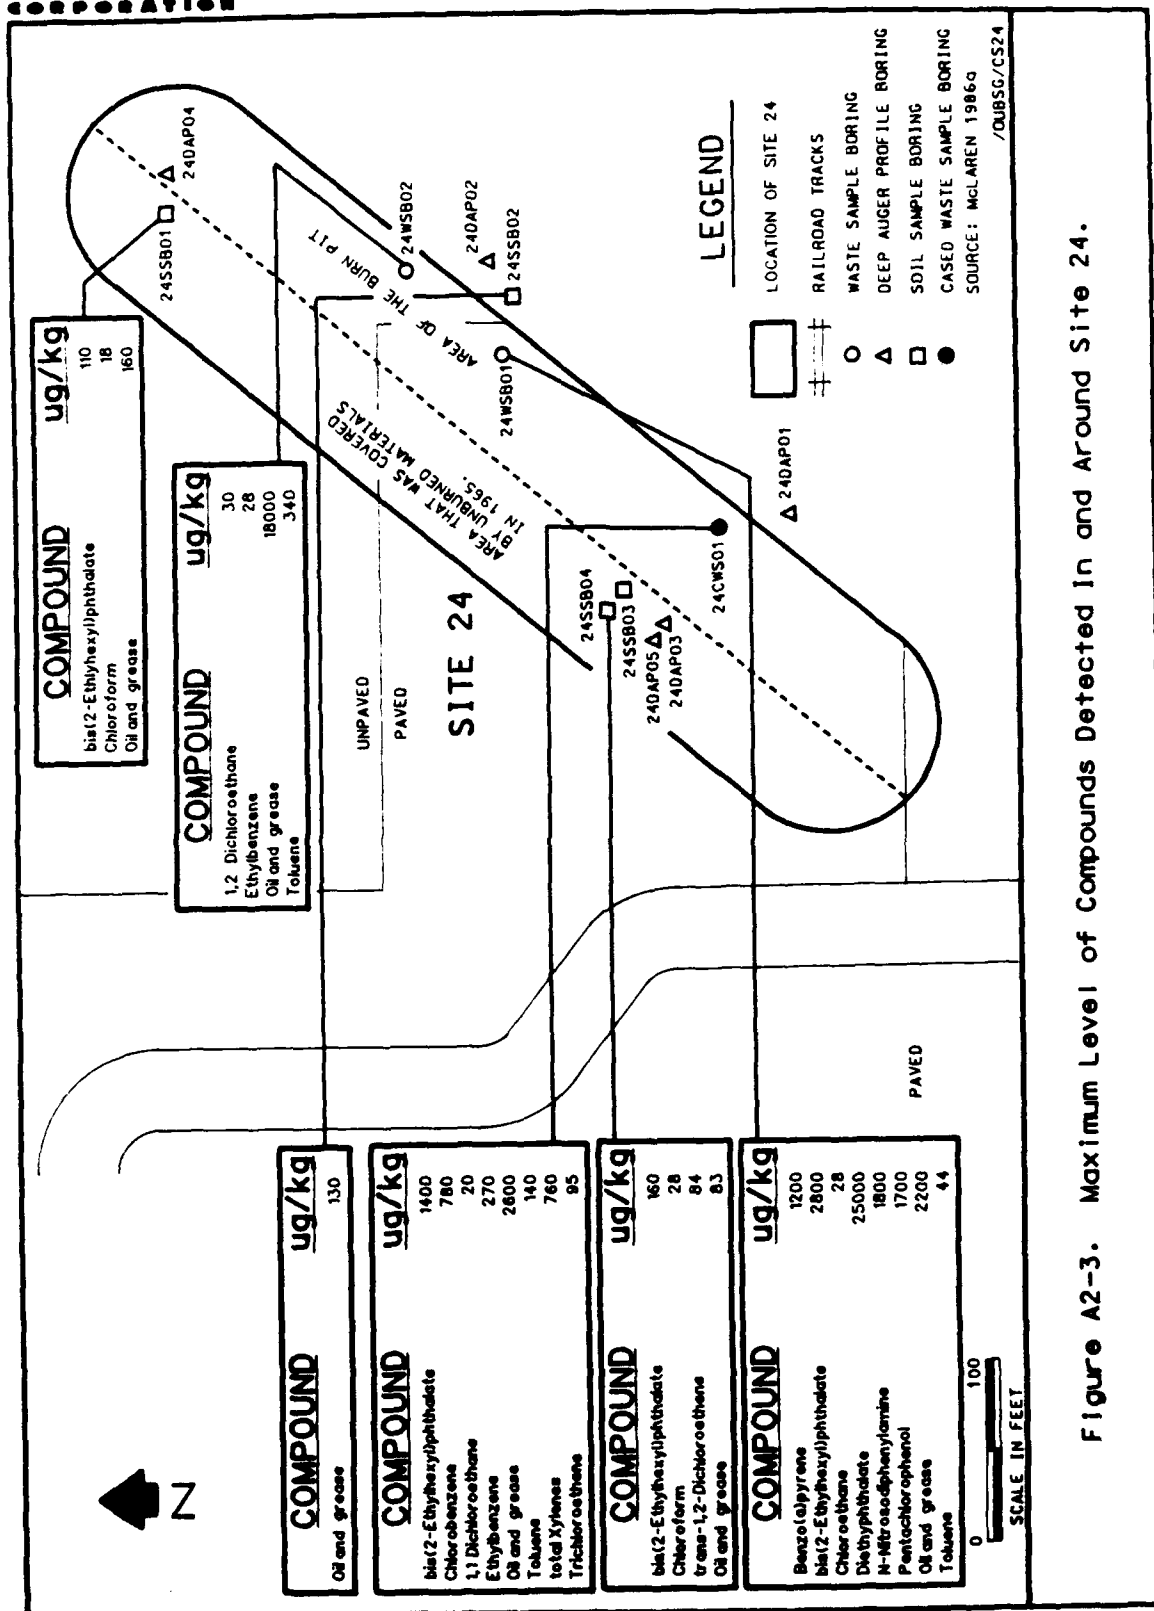 CORPORATION
COMPOUND ug/kg
bis(2-Ethlyhexyl)phthalate 110
Chloroform 18
Oil and grease 160
COMPOUND ug/kg
1,2 Dichloroethane 30
Ethylbenzene 28
Oil and grease 18000
Toluene 340
COMPOUND ug/kg
Oil and grease 130
COMPOUND ug/kg
bis(2-Ethylhexyl)phthalate 1400
Chlorobenzene 780
1,1 Dichloroethane 20
Ethylbenzene 270
Oil and grease 2600
Toluene 140
total Xylenes 760
Trichloroethene 95
COMPOUND ug/kg
bis(2-Ethylhexyl)phthalate 160
Chloroform 28
trans-1,2-Dichloroethene 84
Oil and grease 83
COMPOUND ug/kg
Benzo(a)pyrene 1200
bis(2-Ethylhexyl)phthalate 2800
Chloroethane 28
Diethyphthalate 25000
N-Nitrosodiphenylamine 1800
Pentachlorophenol 1700
Oil and grease 2200
Toluene 44
N
UNPAVED
PAVED
SITE 24
AREA THAT WAS COVERED
BY UNBURNED MATERIALS
IN 1965.
AREA OF THE BURN PIT
24SSB01
24DAP04
24WSB02
24DAP02
24SSB02
24WSB01
24SSB04
24SSB03
24DAP05
24DAP03
24CWS01
24DAP01
PAVED
LEGEND
LOCATION OF SITE 24
RAILROAD TRACKS
WASTE SAMPLE BORING
DEEP AUGER PROFILE BORING
SOIL SAMPLE BORING
CASED WASTE SAMPLE BORING
SOURCE: McLAREN 1986a
/OUBSG/CS24
0 100
SCALE IN FEET
Figure A2-3. Maximum Level of Compounds Detected In and Around Site 24.